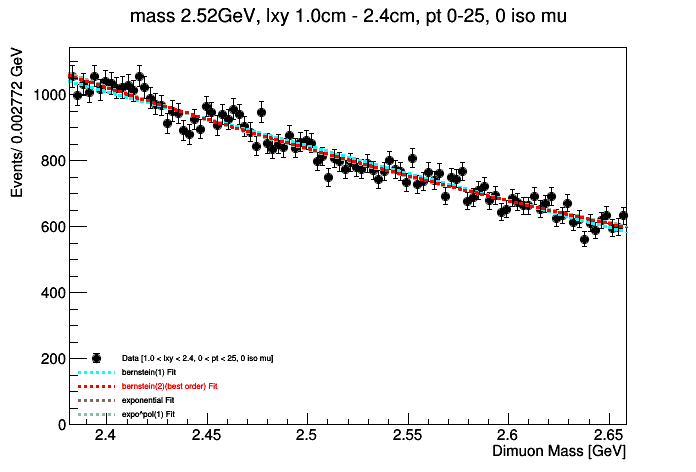 mass 2.52GeV, lxy 1.0cm - 2.4cm, pt 0-25, 0 iso mu
Events/ 0.002772 GeV
1000
800
600
400
200
0
Data [1.0 < lxy < 2.4, 0 < pt < 25, 0 iso mu]
bernstein(1) Fit
bernstein(2)(best order) Fit
exponential Fit
expo*pol(1) Fit
2.4 2.45 2.5 2.55 2.6 2.65
Dimuon Mass [GeV]